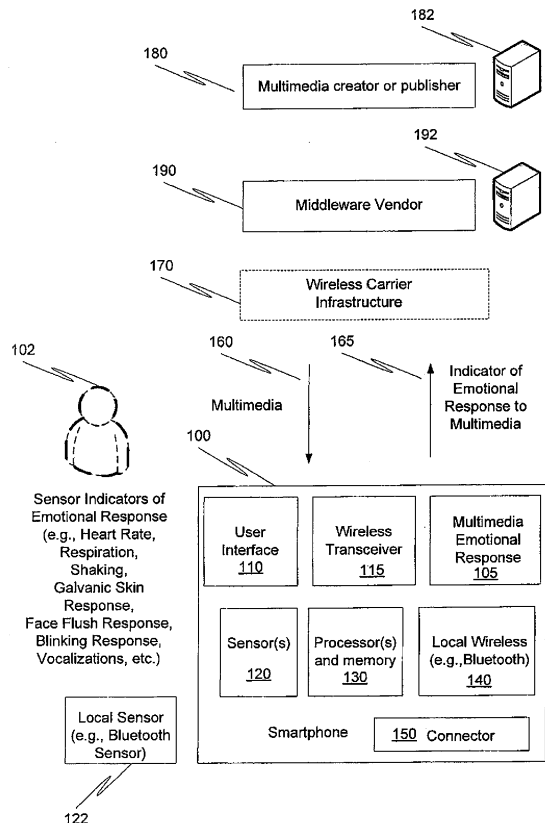 182
180
Multimedia creator or publisher
192
190
Middleware Vendor
170
Wireless Carrier
Infrastructure
102
160
165
Indicator of
Emotional
Response to
Multimedia
Multimedia
100
Sensor Indicators of
Emotional Response
(e.g., Heart Rate,
Respiration,
Shaking,
Galvanic Skin
Response,
Face Flush Response,
Blinking Response,
Vocalizations, etc.)
User
Interface
110
Wireless
Transceiver
115
Multimedia
Emotional
Response
105
Sensor(s)
120
Processor(s)
and memory
130
Local Wireless
(e.g.,Bluetooth)
140
Local Sensor
(e.g., Bluetooth
Sensor)
Smartphone
150 Connector
122